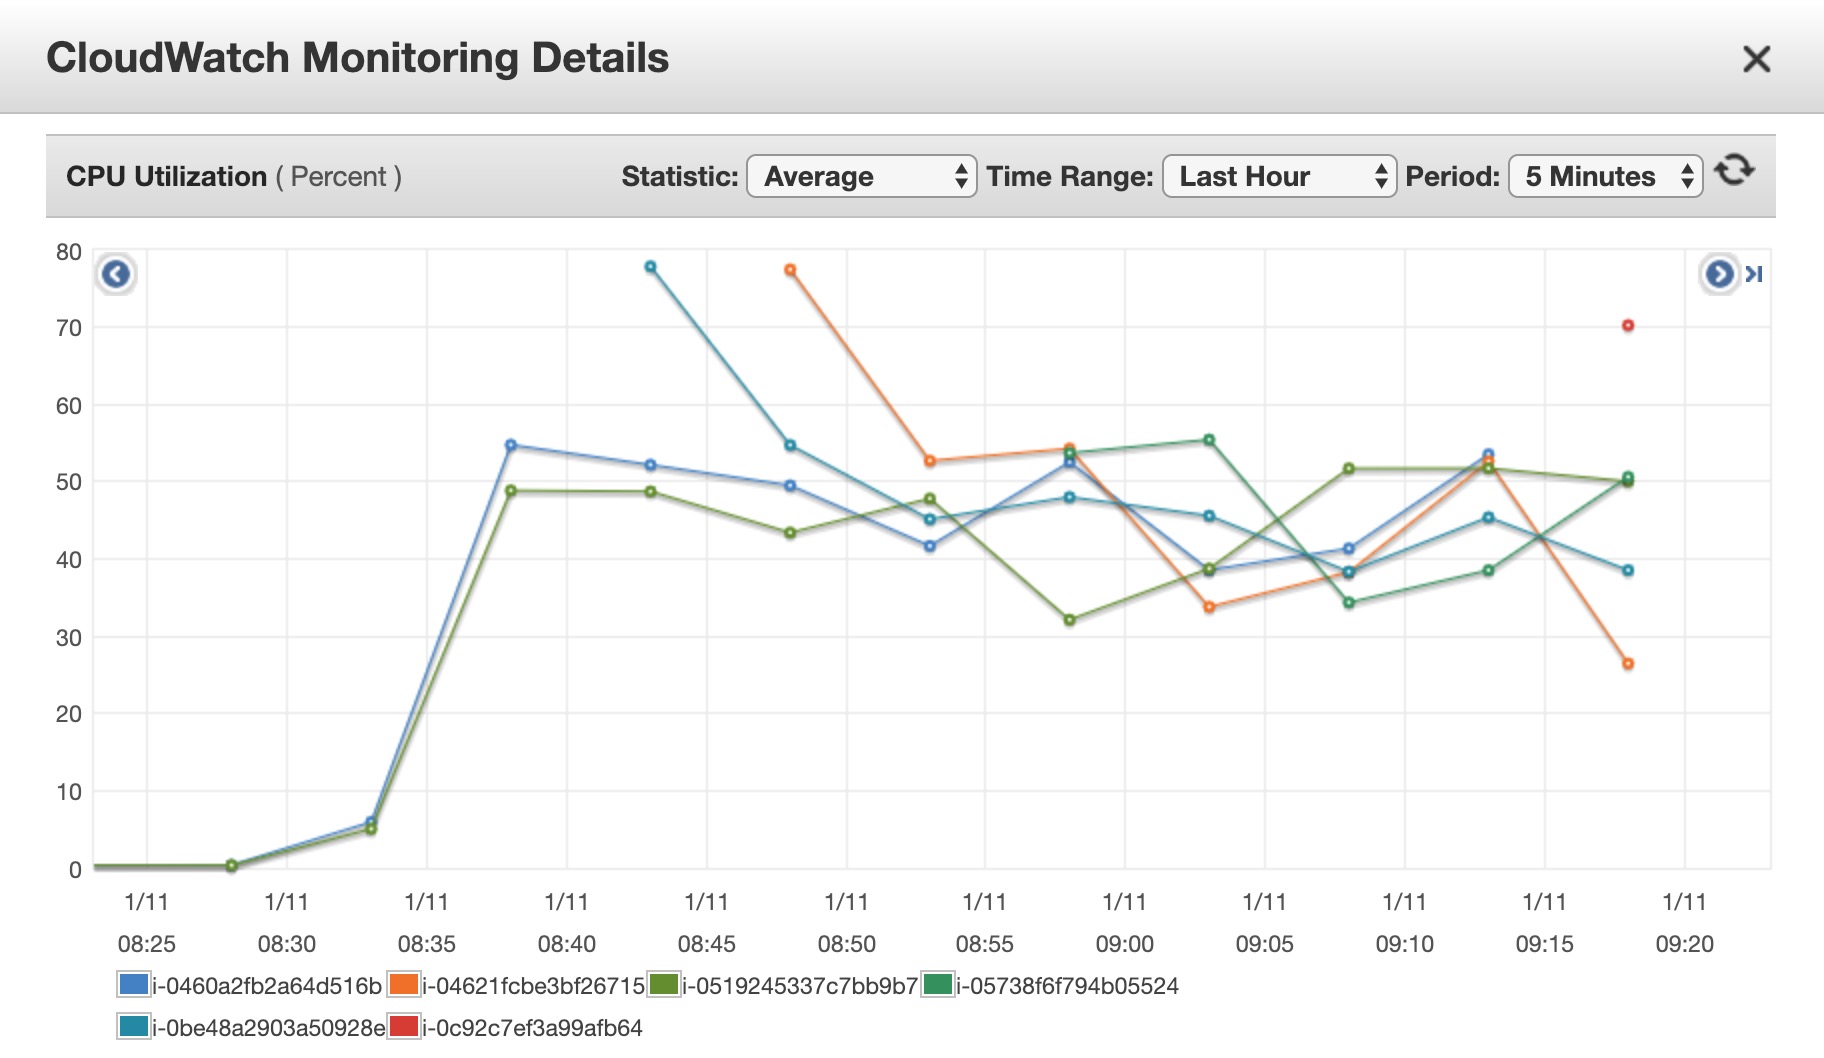 CloudWatch Monitoring Details
CPU Utilization ( Percent ) Statistic: Average Time Range: Last Hour Period: 5 Minutes
80
70
60
50
40
30
20
10
0
1/11 1/11 1/11 1/11 1/11 1/11 1/11 1/11 1/11 1/11 1/11 1/11
08:25 08:30 08:35 08:40 08:45 08:50 08:55 09:00 09:05 09:10 09:15 09:20
i-0460a2fb2a64d516b i-04621fcbe3bf26715 i-0519245337c7bb9b7 i-05738f6f794b05524
i-0be48a2903a50928e i-0c92c7ef3a99afb64